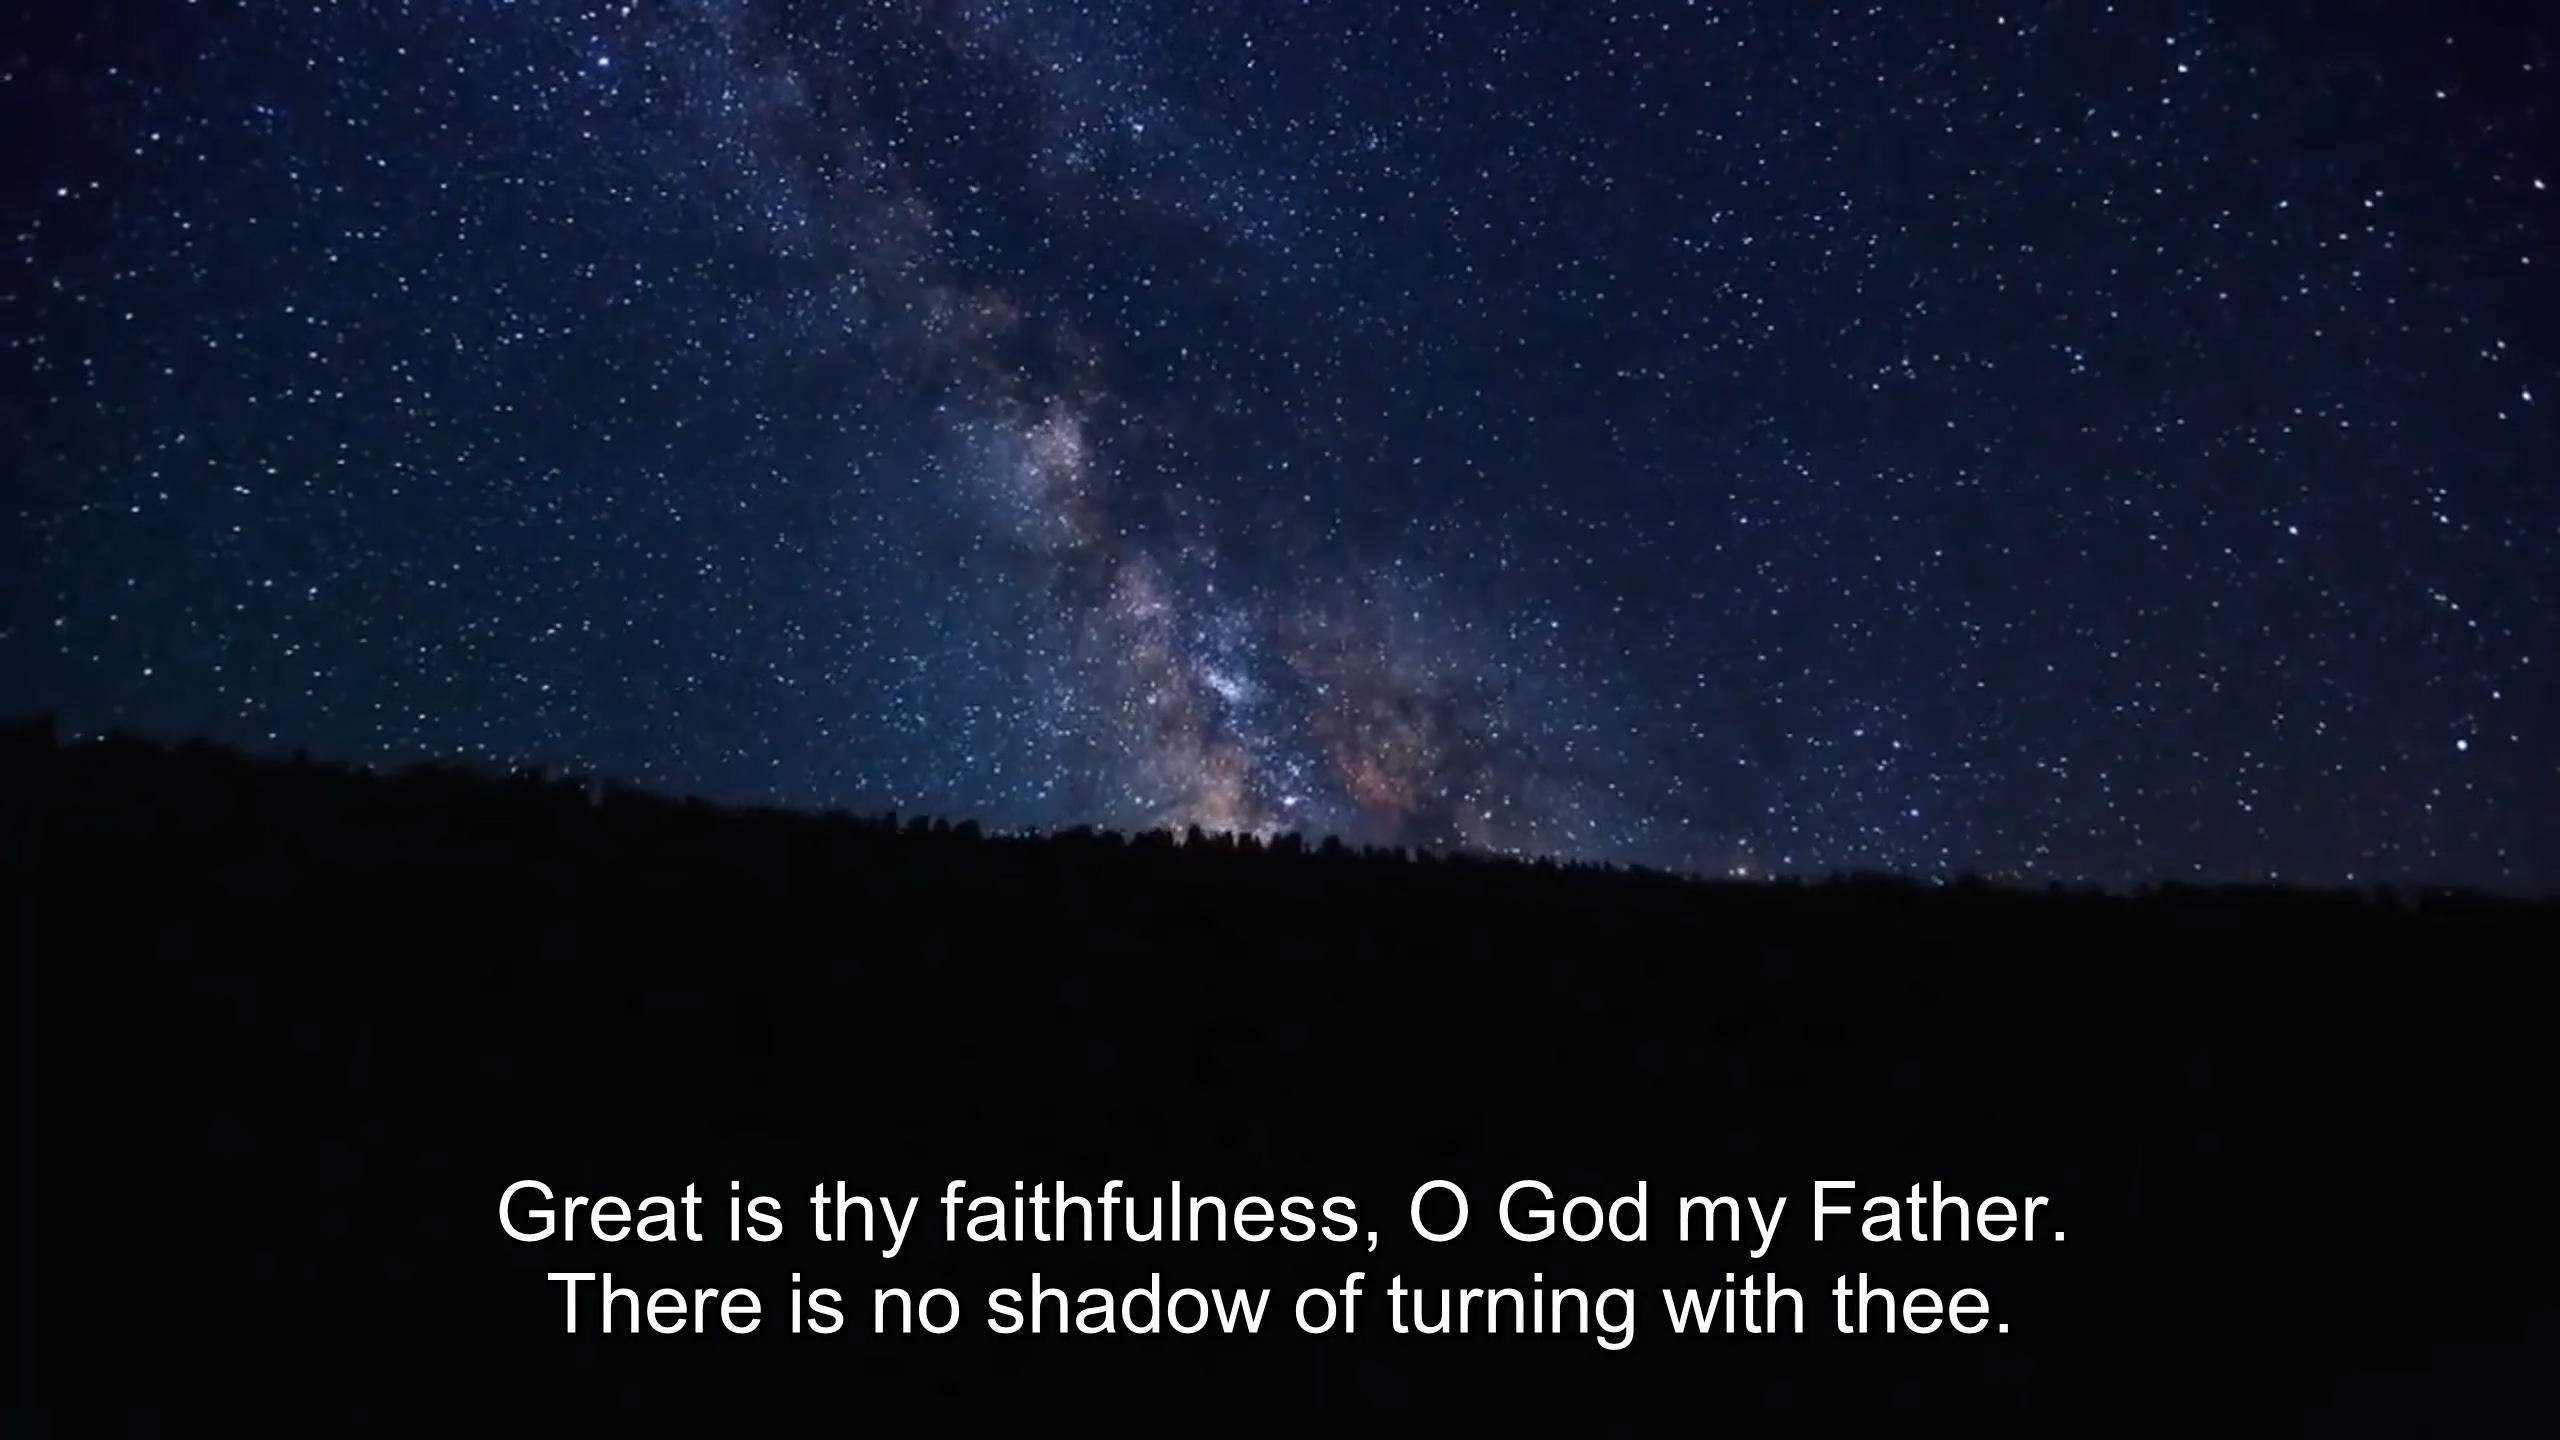 Great is thy faithfulness, O God my Father.
There is no shadow of turning with thee.